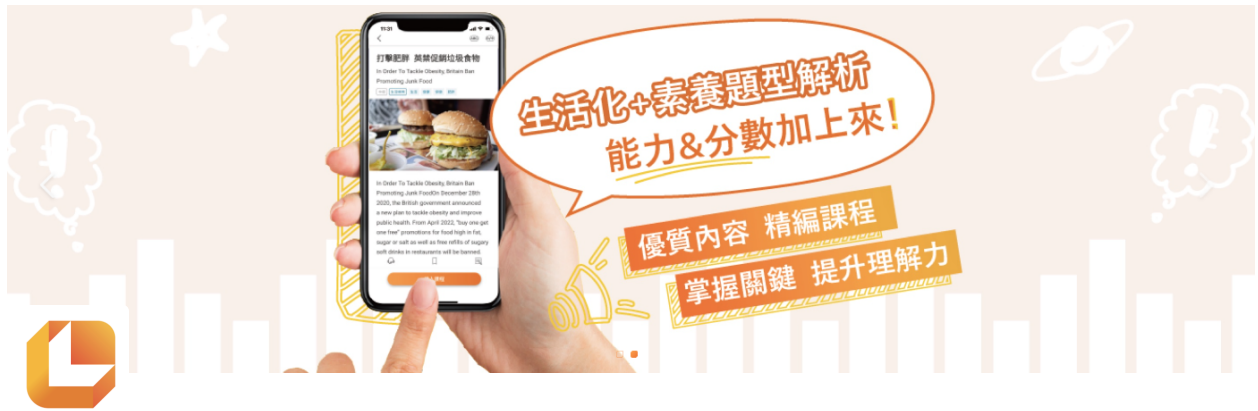 11:31
打擊肥胖 英禁促銷垃圾食物
In Order To Tackle Obesity, Britain Ban
Promoting Junk Food
In Order To Tackle Obesity, Britain Ban
Promoting Junk FoodOn December 28th
2020, the British government announced
a new plan to tackle obesity and improve
public health. From April 2022, "buy one get
one free" promotions for food high in fat,
sugar or salt as well as free refills of sugary
soft drinks in restaurants will be banned.
生活化+素養題型解析
能力&分數加上來!
優質內容 精編課程
掌握關鍵 提升理解力